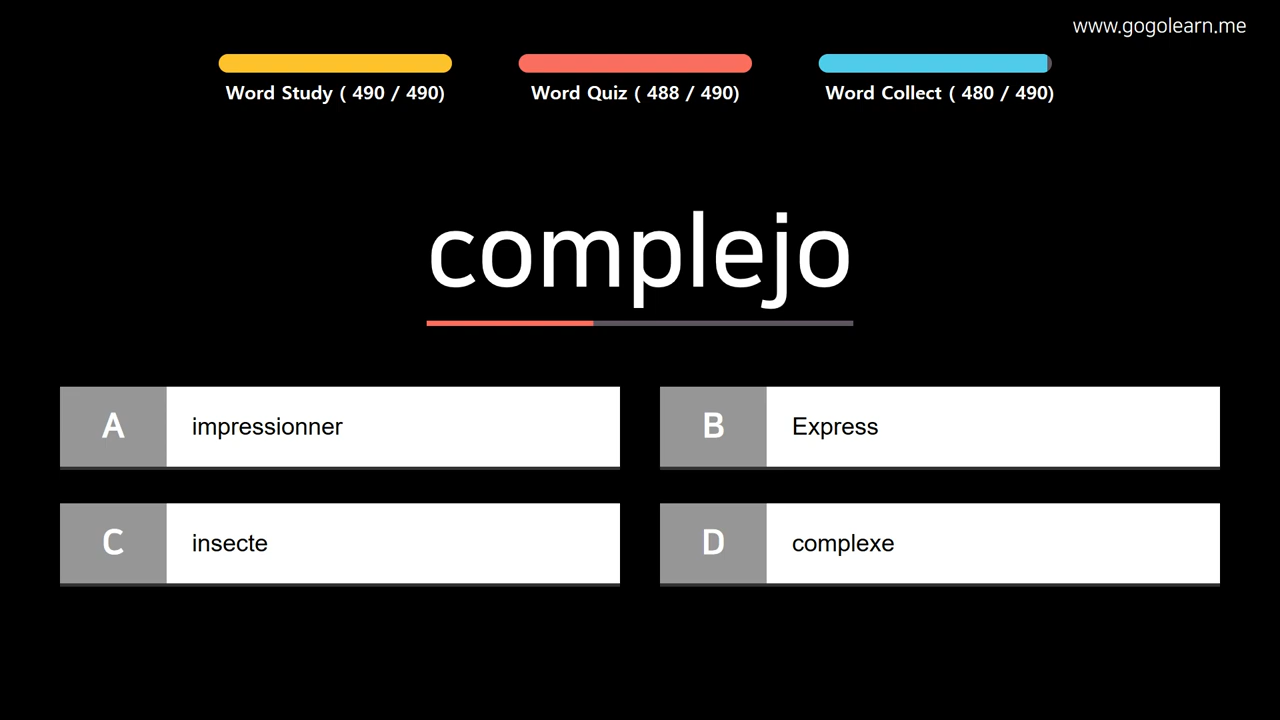 www.gogolearn.me
Word Study ( 490 / 490)
Word Quiz ( 488 / 490)
Word Collect ( 480 / 490)
complejo
A impressionner
B Express
C insecte
D complexe